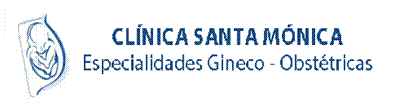 CLÍNICA SANTA MÓNICA
Especialidades Gineco - Obstétricas